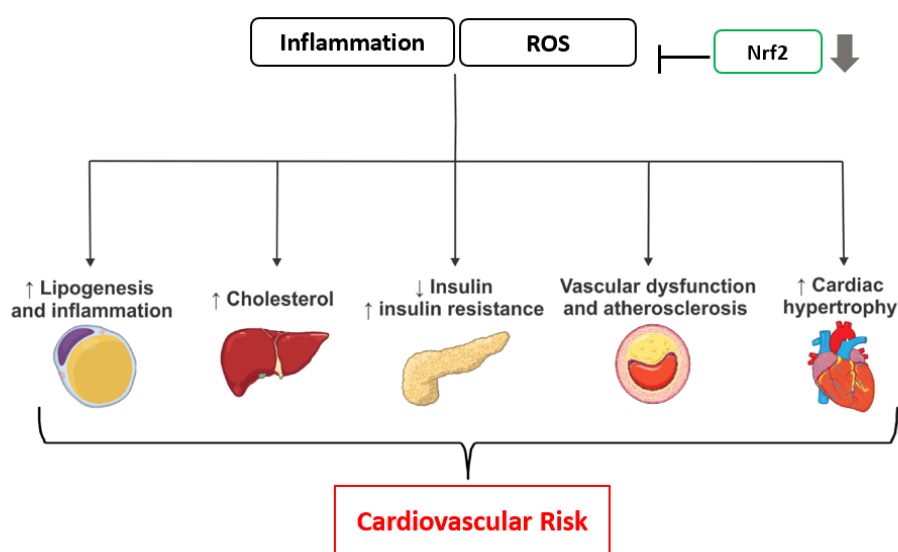 Inflammation
ROS
Nrf2
↑ Lipogenesis
and inflammation
↑ Cholesterol
↓ Insulin
↑ insulin resistance
Vascular dysfunction
and atherosclerosis
↑ Cardiac
hypertrophy
Cardiovascular Risk